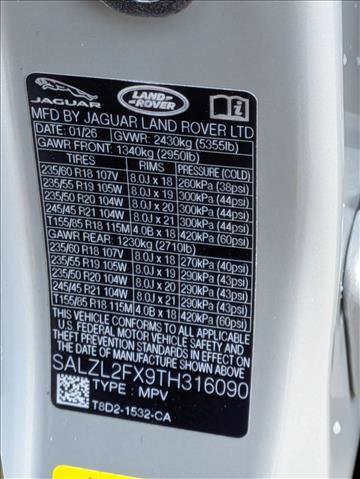 JAGUAR LAND-ROVER
MFD BY JAGUAR LAND ROVER LTD
DATE: 01/26 GVWR: 2430kg (5355lb)
GAWR FRONT: 1340kg (2950lb)
TIRES RIMS PRESSURE (COLD)
235/60 R18 107V 8.0J x 18 260kPa (38psi)
235/55 R19 105W 8.0J x 19 300kPa (44psi)
235/50 R20 104W 8.0J x 20 300kPa (44psi)
245/45 R21 104W 8.0J x 21 300kPa (44psi)
T155/85 R18 115M 4.0B x 18 420kPa (60psi)
GAWR REAR: 1230kg (2710lb)
235/60 R18 107V 8.0J x 18 270kPa (40psi)
235/55 R19 105W 8.0J x 19 290kPa (43psi)
235/50 R20 104W 8.0J x 20 290kPa (43psi)
245/45 R21 104W 8.0J x 21 290kPa (43psi)
T155/85 R18 115M 4.0B x 18 420kPa (60psi)
THIS VEHICLE CONFORMS TO ALL APPLICABLE
U.S. FEDERAL MOTOR VEHICLE SAFETY
STANDARDS IN EFFECT ON THE DATE OF
MANUFACTURE SHOWN ABOVE.
SALZL2FX9TH316090
TYPE: MPV
T8D2-1532-CA